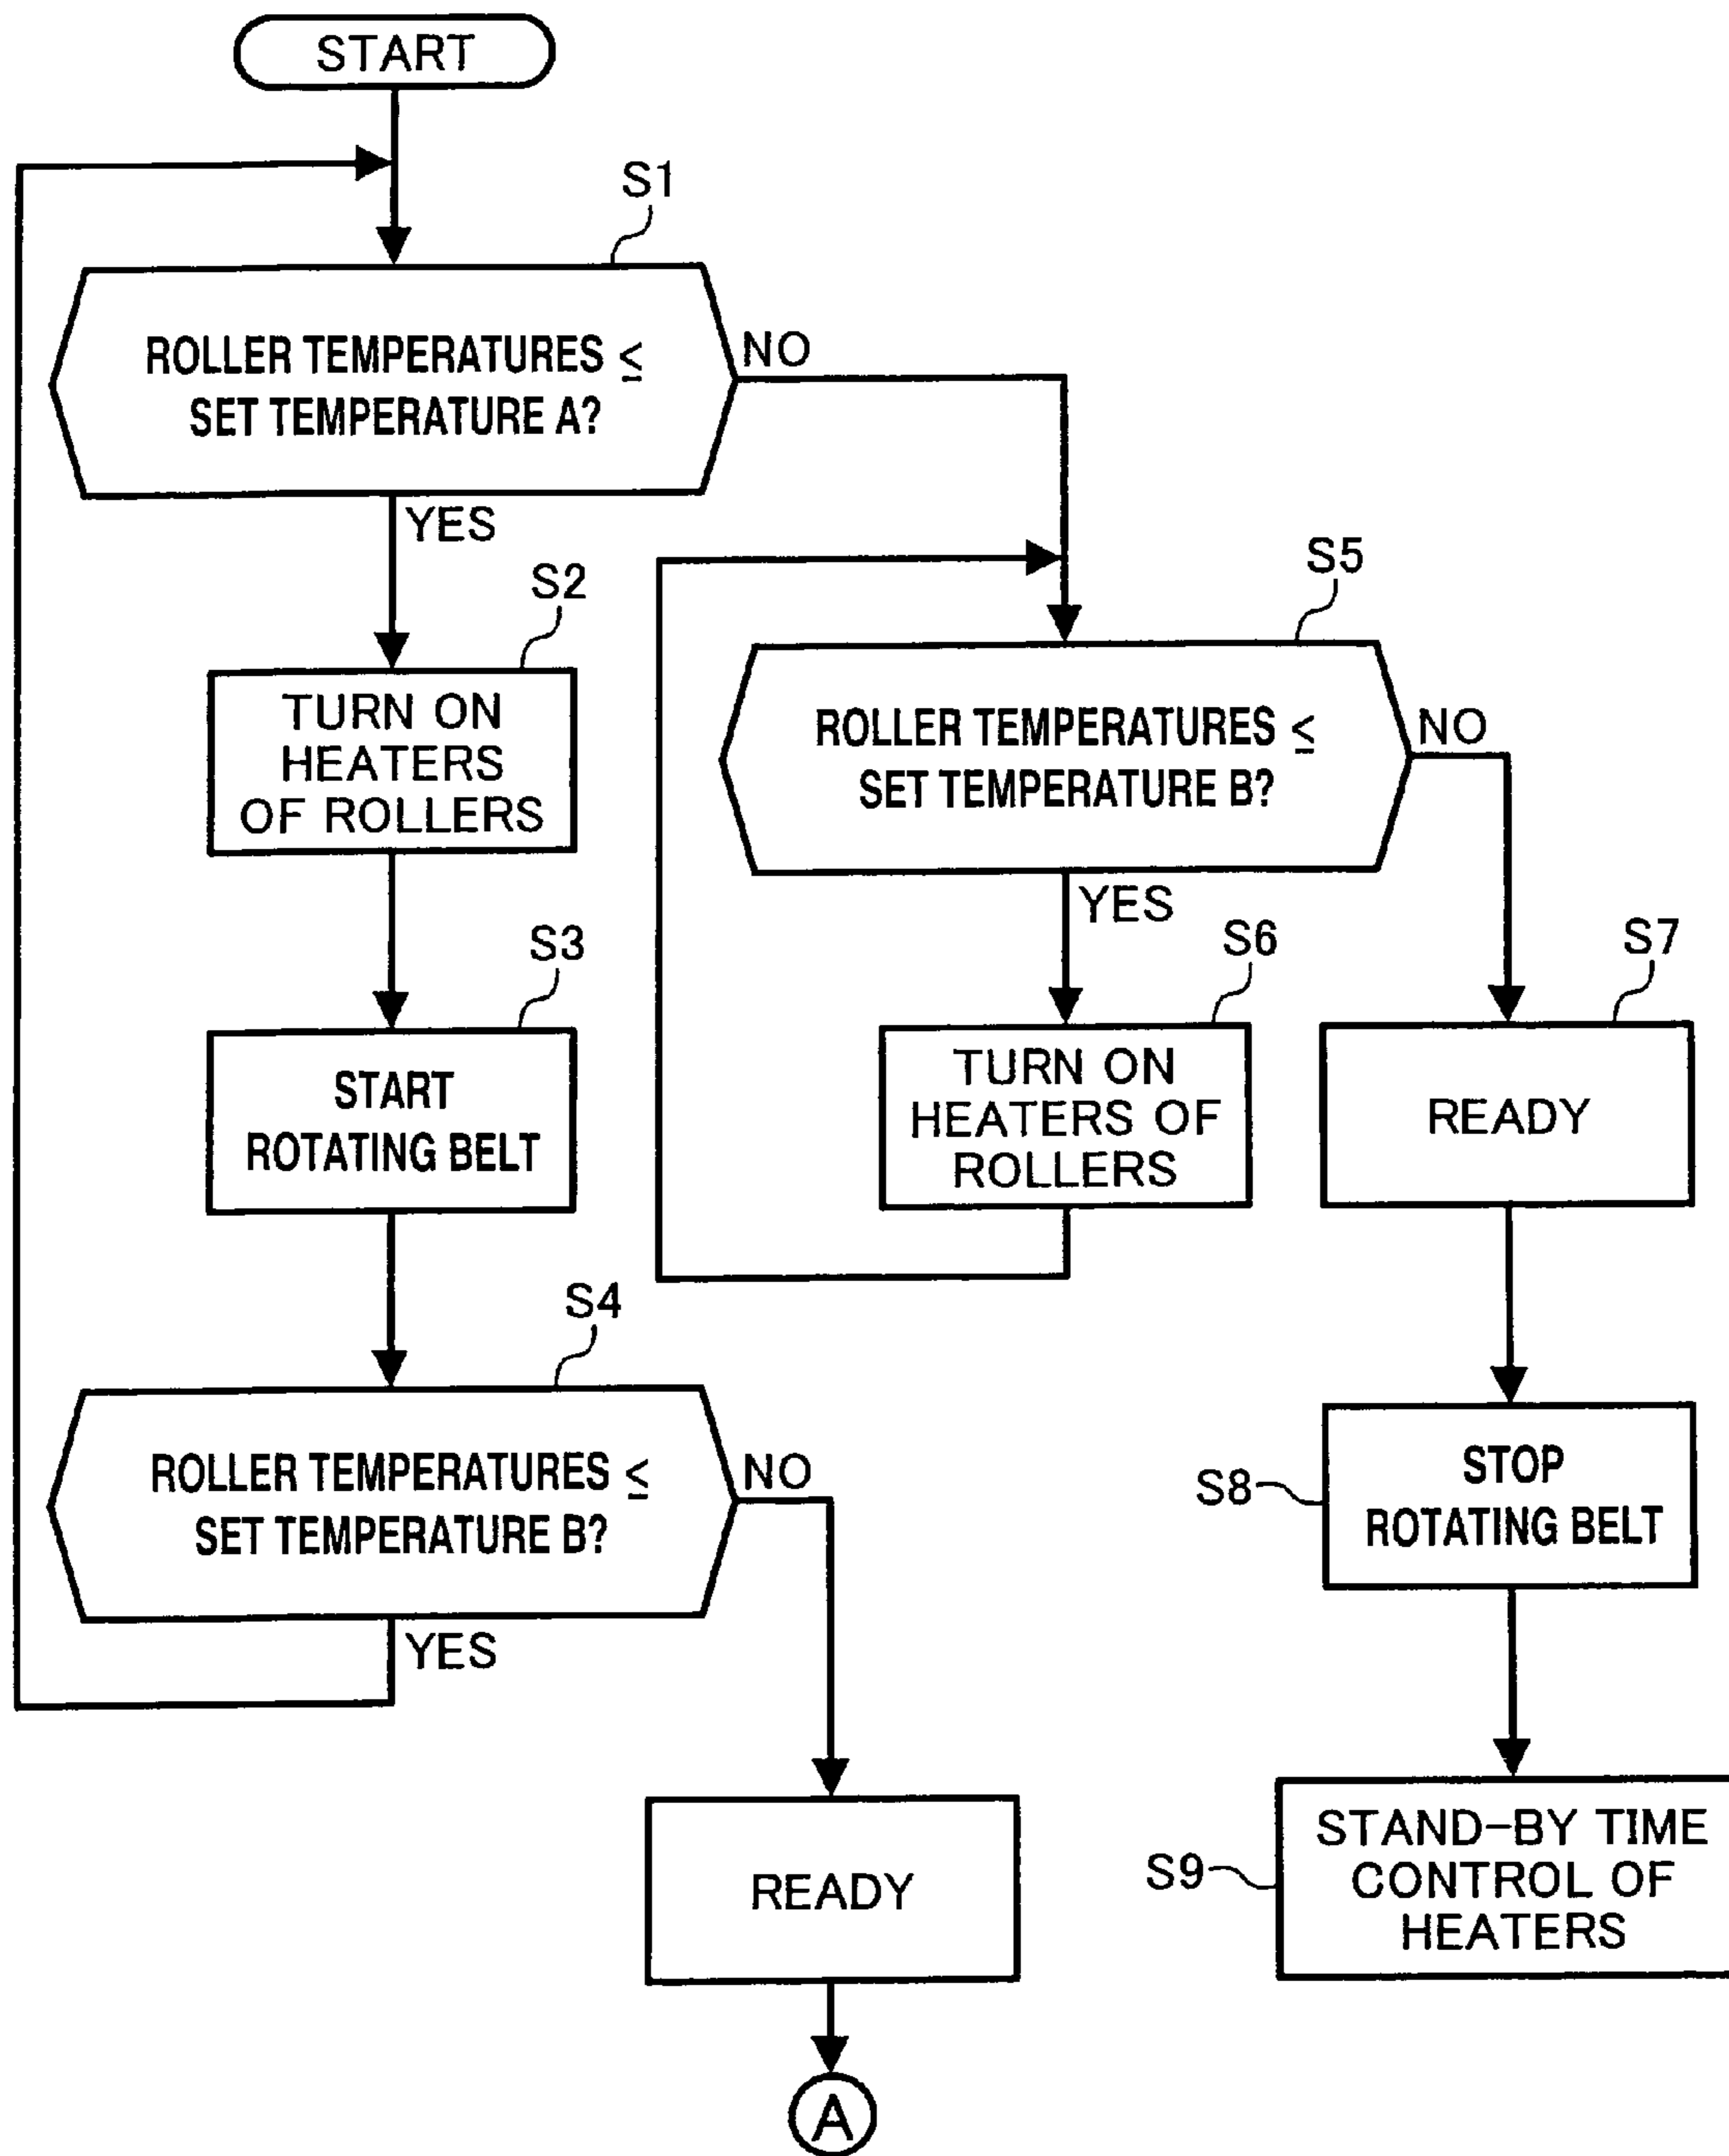 START
S1
ROLLER TEMPERATURES ≤
SET TEMPERATURE A?
NO
YES
S2
TURN ON
HEATERS
OF ROLLERS
S3
START
ROTATING BELT
S4
ROLLER TEMPERATURES ≤
SET TEMPERATURE B?
NO
YES
READY
A
S5
ROLLER TEMPERATURES ≤
SET TEMPERATURE B?
NO
YES
S6
TURN ON
HEATERS OF
ROLLERS
S7
READY
S8
STOP
ROTATING BELT
S9
STAND-BY TIME
CONTROL OF
HEATERS